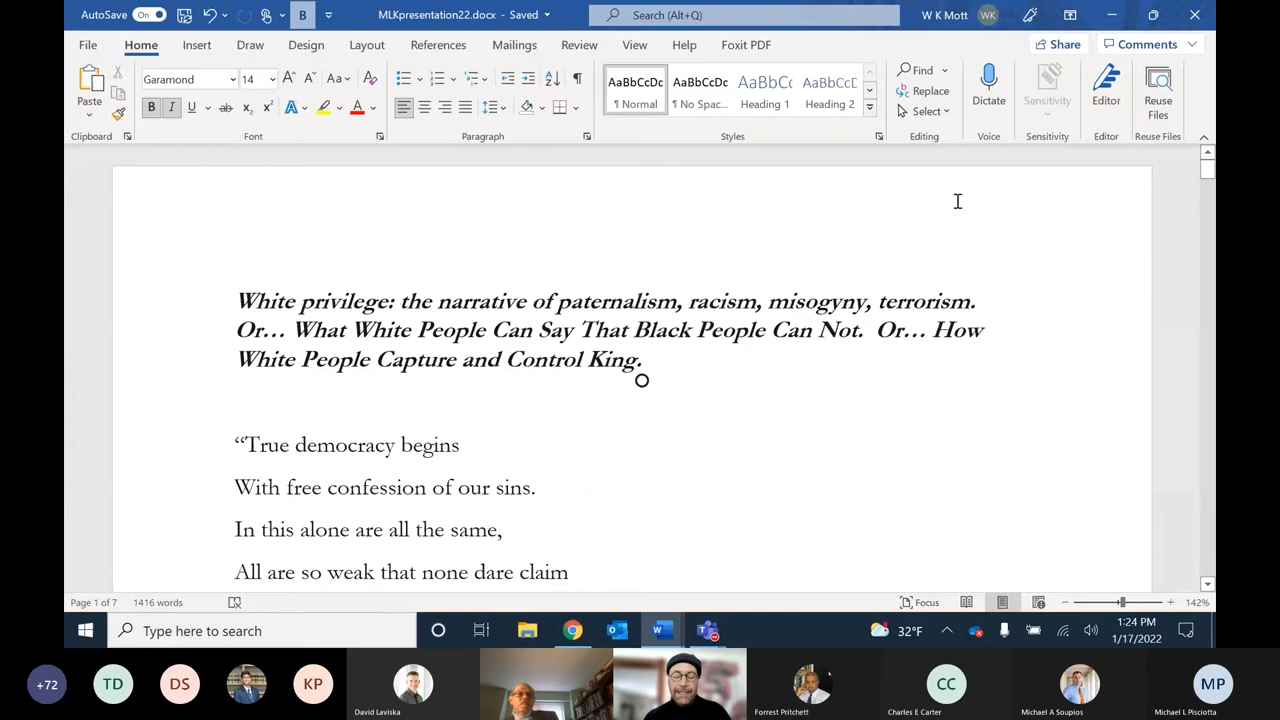 AutoSave On MLKpresentation22.docx - Saved Search (Alt+Q) W K Mott WK
File Home Insert Draw Design Layout References Mailings Review View Help Foxit PDF Share Comments
Paste Garamond 14 Aa AaBbCcDc AaBbCcDc AaBbCc AaBbCcD Find Replace Select Dictate Sensitivity Editor Reuse Files
B I U ab x₂ x² A A ¶ Normal ¶ No Spac... Heading 1 Heading 2
Clipboard Font Paragraph Styles Editing Voice Sensitivity Editor Reuse Files
White privilege: the narrative of paternalism, racism, misogyny, terrorism.
Or… What White People Can Say That Black People Can Not. Or… How
White People Capture and Control King.
“True democracy begins
With free confession of our sins.
In this alone are all the same,
All are so weak that none dare claim
Page 1 of 7 1416 words Focus 142%
Type here to search 32°F 1:24 PM
1/17/2022
+72 TD DS KP CC MP
David Laviska Forrest Pritchett Charles E Carter Michael A Soupios Michael L Pisciotta